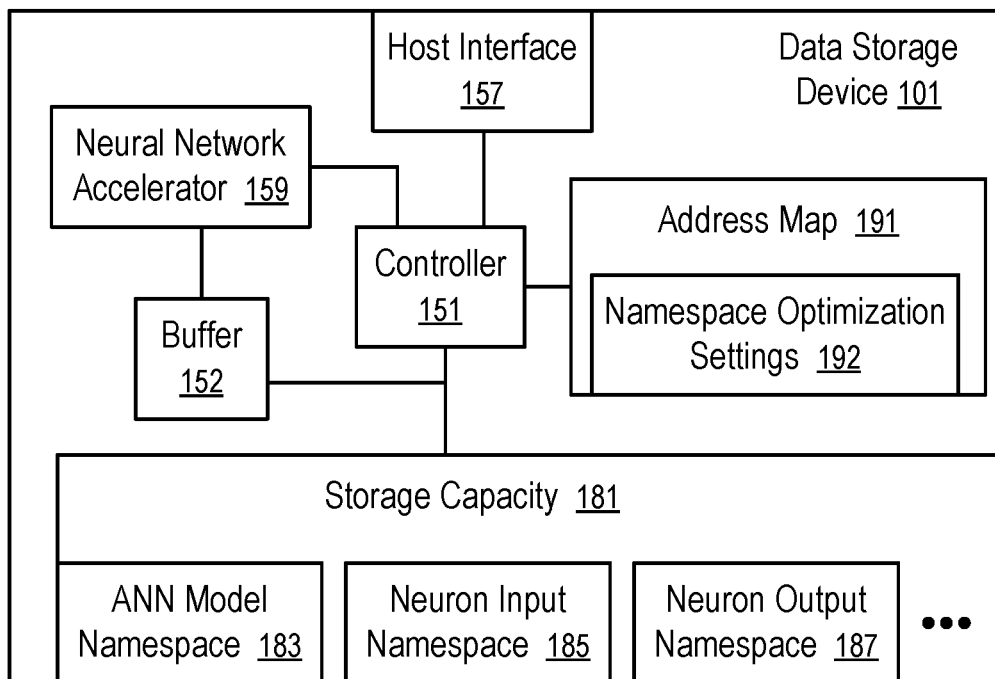 Host Interface
157
Data Storage
Device 101
Neural Network
Accelerator 159
Controller
151
Address Map 191
Namespace Optimization
Settings 192
Buffer
152
Storage Capacity 181
ANN Model
Namespace 183
Neuron Input
Namespace 185
Neuron Output
Namespace 187
•••